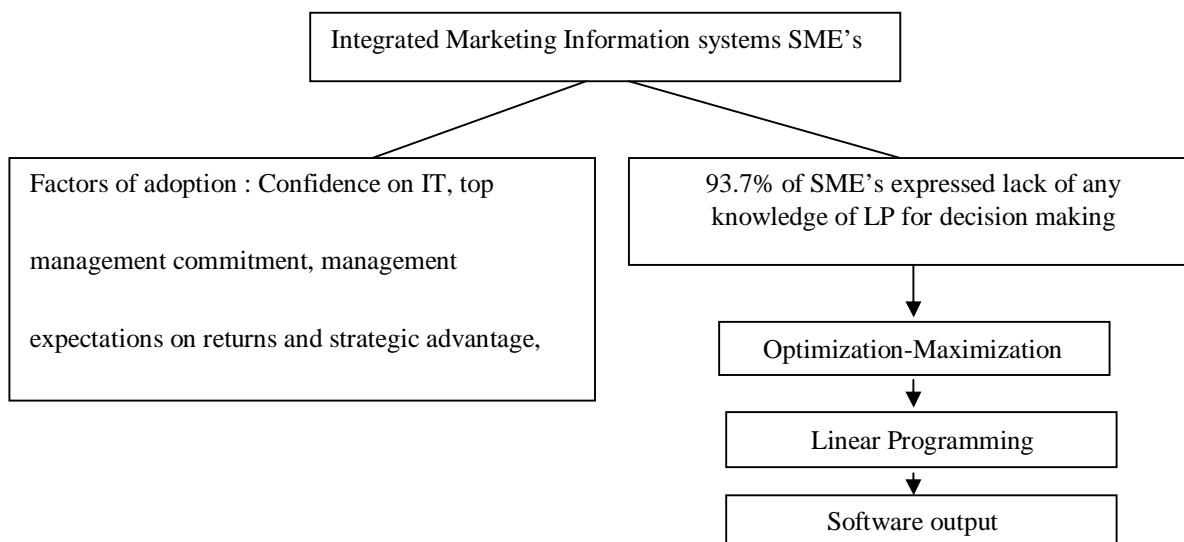 Integrated Marketing Information systems SME's
Factors of adoption : Confidence on IT, top
management commitment, management
expectations on returns and strategic advantage,
93.7% of SME's expressed lack of any
knowledge of LP for decision making
Optimization-Maximization
Linear Programming
Software output